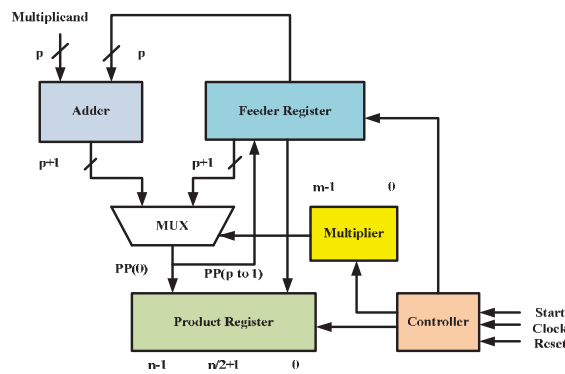 Multiplicand
p
p
Adder
Feeder Register
p+1
p+1
m-1
0
MUX
Multiplier
PP(0)
PP(p to 1)
Product Register
Controller
Start
Clock
Reset
n-1
n/2+1
0